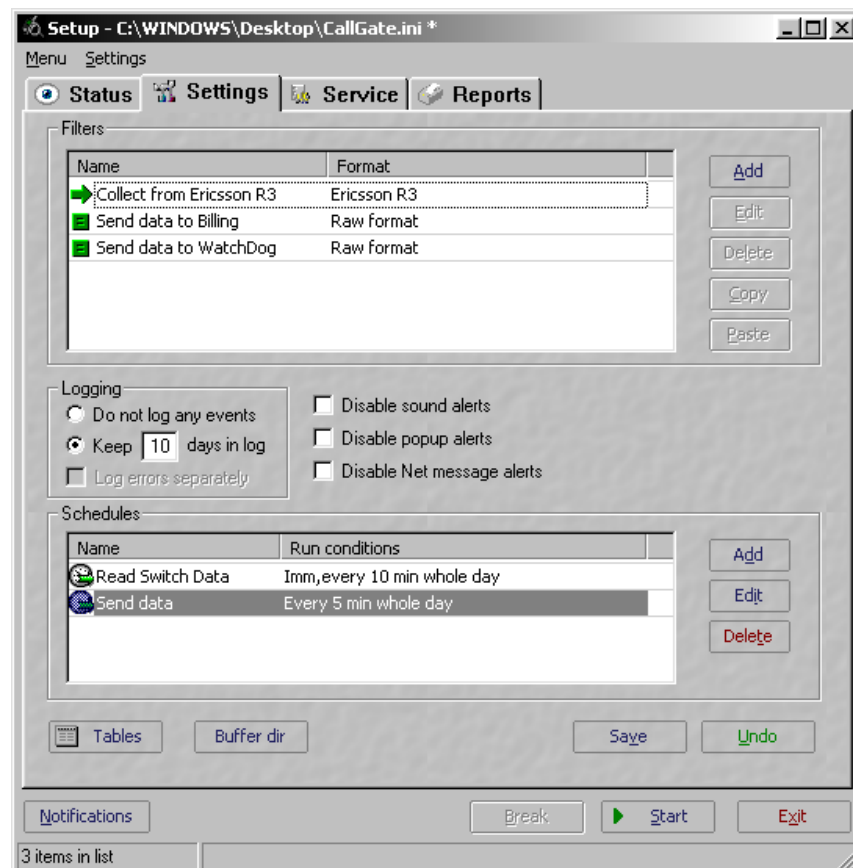 Setup - C:\WINDOWS\Desktop\CallGate.ini *
Menu Settings
Status Settings Service Reports
Filters
Name Format
Collect from Ericsson R3 Ericsson R3
Send data to Billing Raw format
Send data to WatchDog Raw format
Add
Edit
Delete
Copy
Paste
Logging
Do not log any events
Keep 10 days in log
Log errors separately
Disable sound alerts
Disable popup alerts
Disable Net message alerts
Schedules
Name Run conditions
Read Switch Data Imm,every 10 min whole day
Send data Every 5 min whole day
Add
Edit
Delete
Tables Buffer dir Save Undo
Notifications Break Start Exit
3 items in list